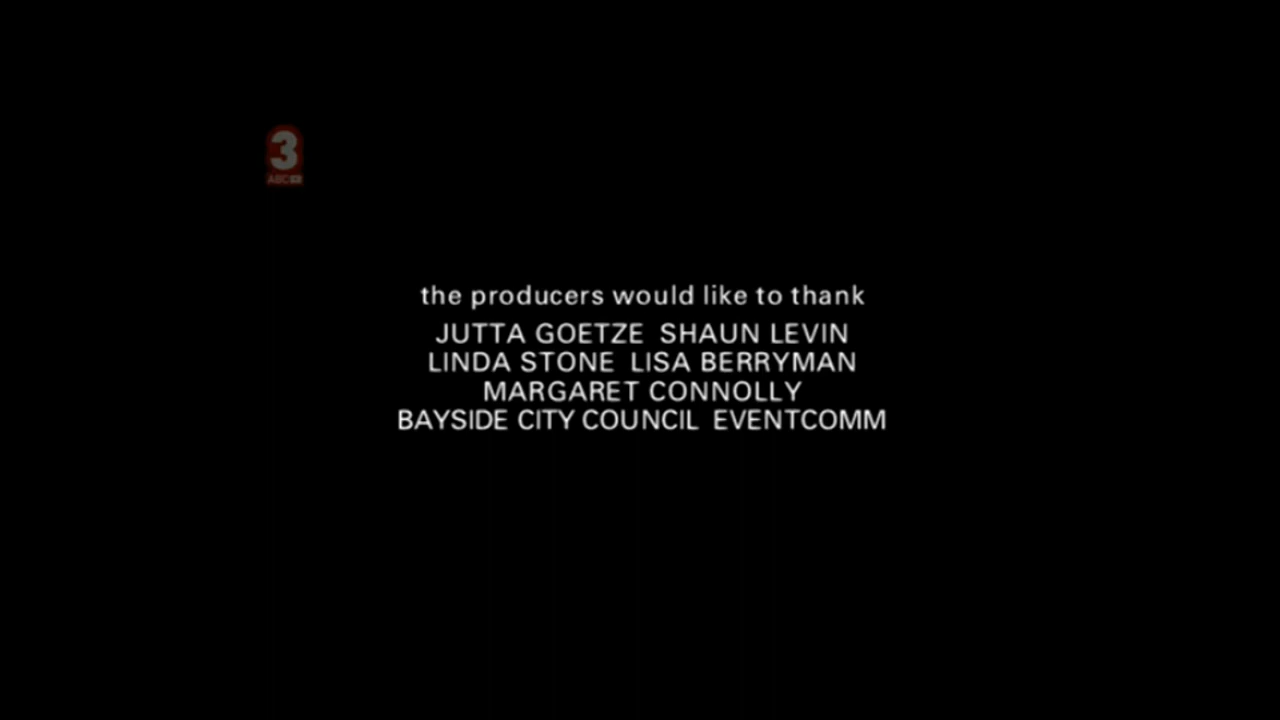 3
ABC
the producers would like to thank
JUTTA GOETZE SHAUN LEVIN
LINDA STONE LISA BERRYMAN
MARGARET CONNOLLY
BAYSIDE CITY COUNCIL EVENTCOMM